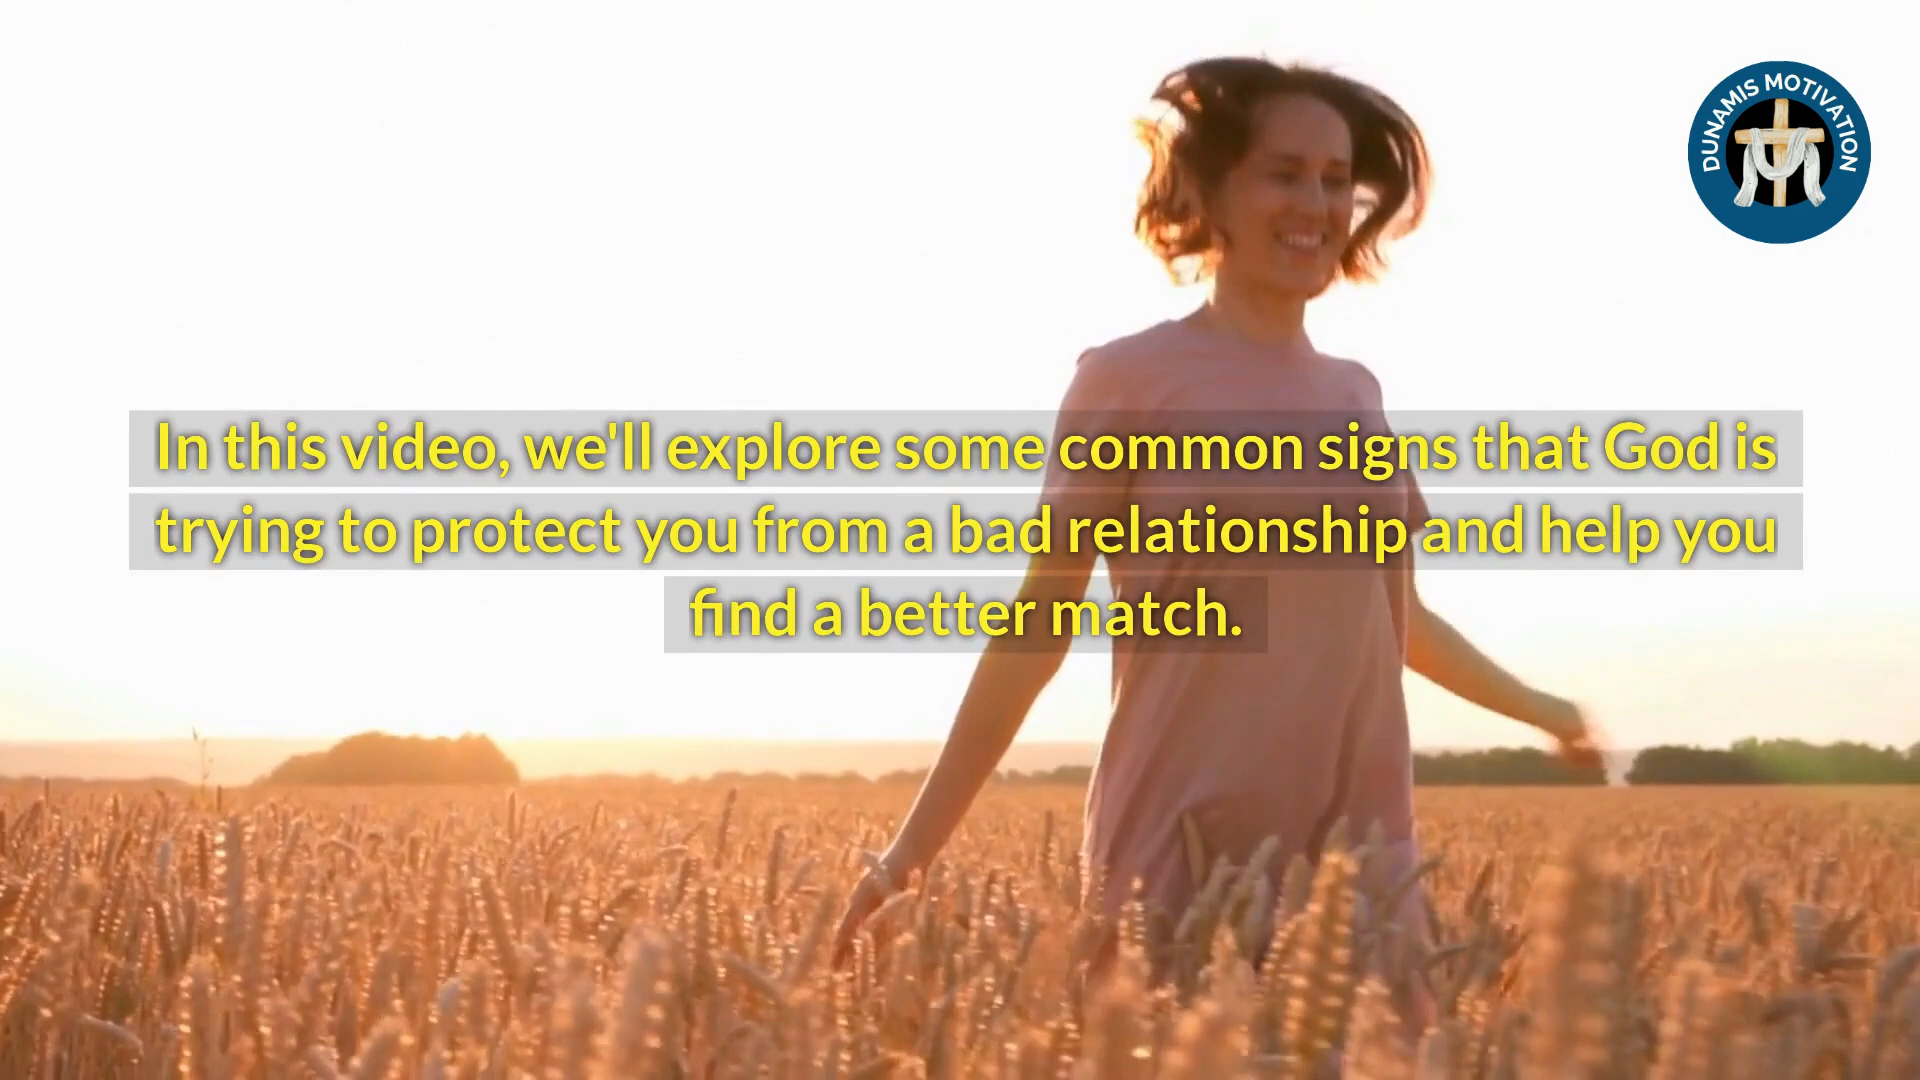 DUNAMIS MOTIVATION
In this video, we'll explore some common signs that God is
trying to protect you from a bad relationship and help you
find a better match.